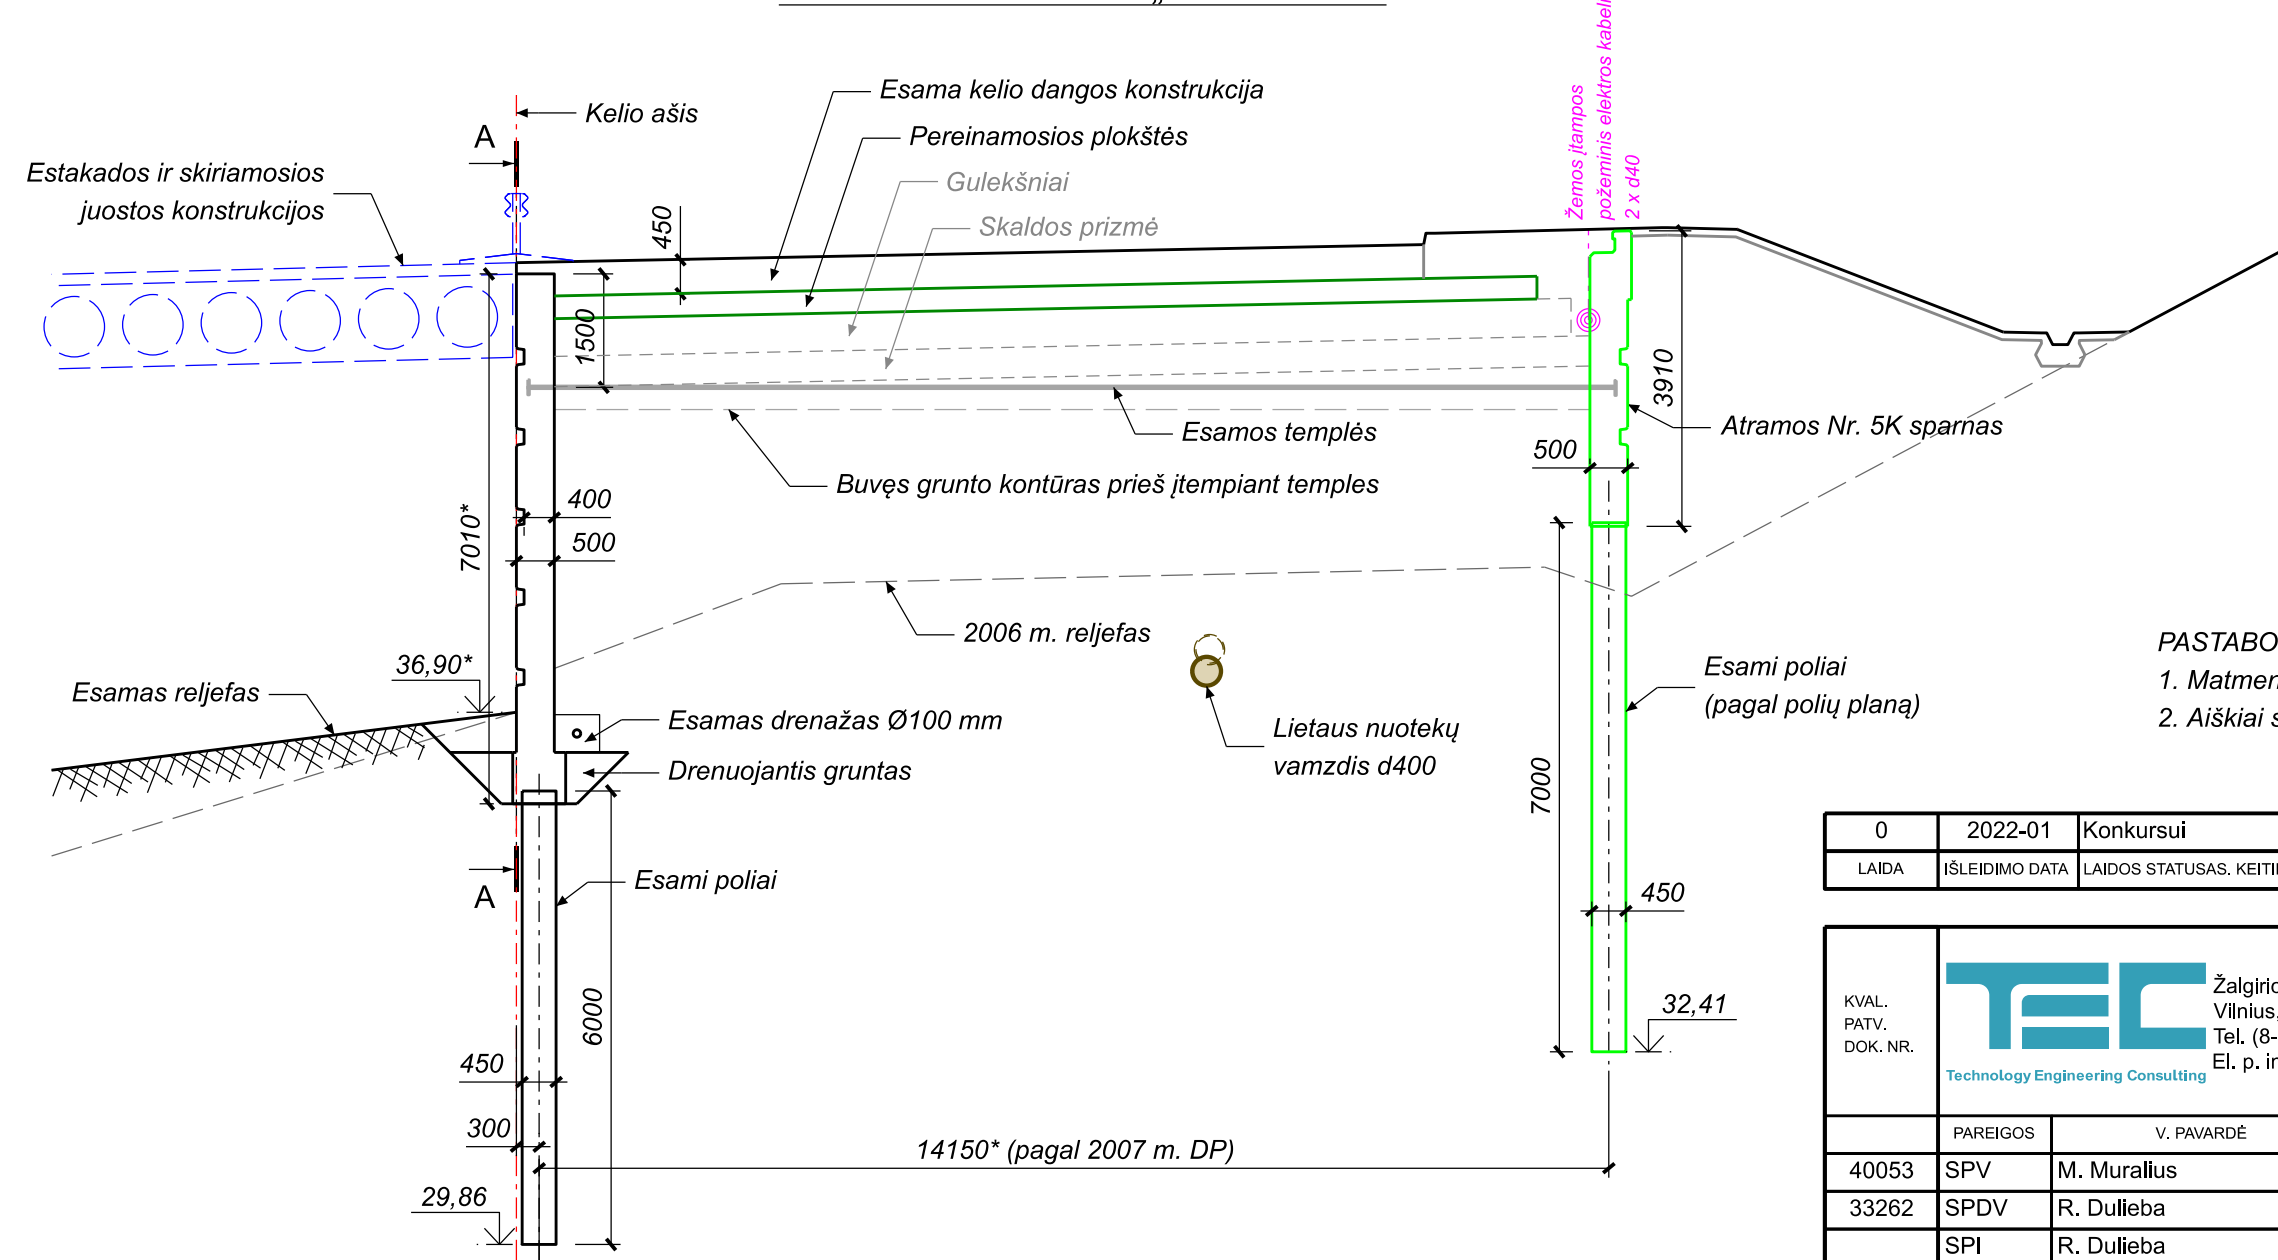 Kelio ašis
Esama kelio dangos konstrukcija
Pereinamosios plokštės
Gulekšniai
Skaldos prizmė
A
Estakados ir skiriamosios
juostos konstrukcijos
450
1500
Žemos įtampos
požeminis elektros
2 x d40
3910
Esamos templės
Atramos Nr. 5K sparnas
500
Buvęs grunto kontūras prieš įtempiant temples
400
500
7010*
2006 m. reljefas
36,90*
Esamas reljefas
Esamas drenažas Ø100 mm
Drenuojantis gruntas
Lietaus nuotekų
vamzdis d400
Esami poliai
(pagal polių planą)
7000
450
32,41
A
Esami poliai
6000
450
300
14150* (pagal 2007 m. DP)
29,86
1.
2. Aiškiai
0 2022-01 Konkursui
LAIDA IŠLEIDIMO DATA LAIDOS STATUSAS.
KVAL.
PATV.
DOK. NR.
TEC
Technology Engineering Consulting
Vilnius,
Tel. (8-
El. p.
PAREIGOS V. PAVARDĖ
40053 SPV M. Muralius
33262 SPDV R. Dulieba
SPI R. Dulieba